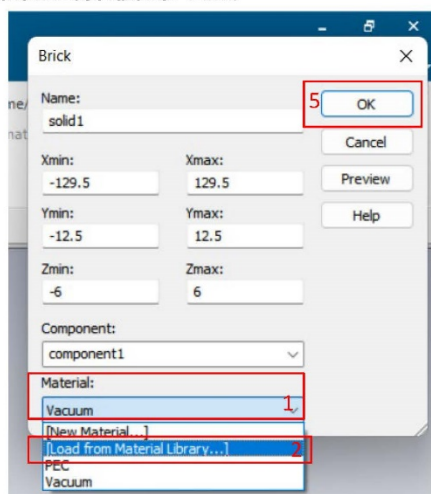 Brick
Name:
solid1
5 OK
Cancel
Xmin: Xmax:
-129.5 129.5
Preview
Ymin: Ymax:
-12.5 12.5
Help
Zmin: Zmax:
-6 6
Component:
component1
Material:
Vacuum 1
[New Material...]
[Load from Material Library...] 2
PEC
Vacuum